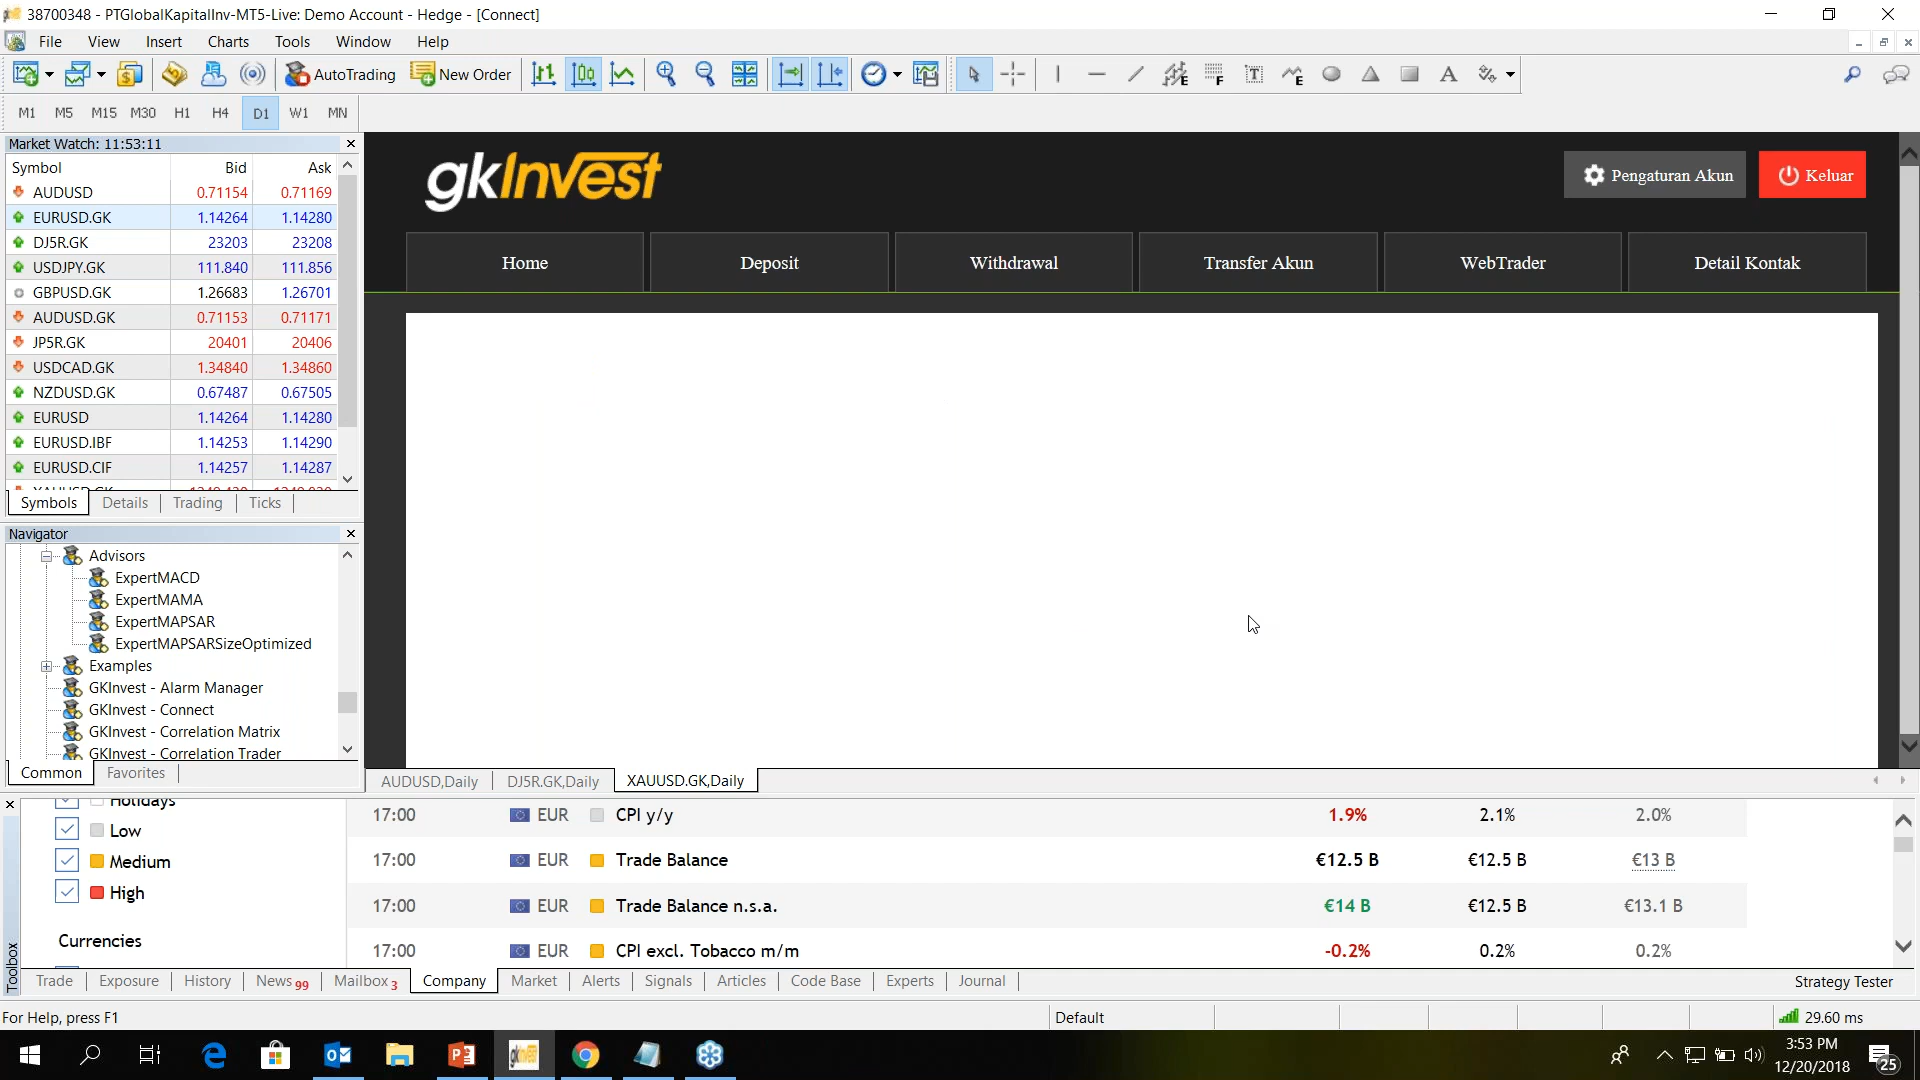 38700348 - PTGlobalKapitalInv-MT5-Live: Demo Account - Hedge - [Connect]
File View Insert Charts Tools Window Help
AutoTrading New Order
M1 M5 M15 M30 H1 H4 D1 W1 MN
Market Watch: 11:53:11
Symbol Bid Ask
AUDUSD 0.71154 0.71169
EURUSD.GK 1.14264 1.14280
DJ5R.GK 23203 23208
USDJPY.GK 111.840 111.856
GBPUSD.GK 1.26683 1.26701
AUDUSD.GK 0.71153 0.71171
JP5R.GK 20401 20406
USDCAD.GK 1.34840 1.34860
NZDUSD.GK 0.67487 0.67505
EURUSD 1.14264 1.14280
EURUSD.IBF 1.14253 1.14290
EURUSD.CIF 1.14257 1.14287
Symbols Details Trading Ticks
Navigator
Advisors
ExpertMACD
ExpertMAMA
ExpertMAPSAR
ExpertMAPSARSizeOptimized
Examples
GKInvest - Alarm Manager
GKInvest - Connect
GKInvest - Correlation Matrix
GKInvest - Correlation Trader
Common Favorites
gkInvest
Pengaturan Akun Keluar
Home Deposit Withdrawal Transfer Akun WebTrader Detail Kontak
AUDUSD,Daily DJ5R.GK,Daily XAUUSD.GK,Daily
Holidays
Low
Medium
High
Currencies
17:00 EUR CPI y/y 1.9% 2.1% 2.0%
17:00 EUR Trade Balance €12.5 B €12.5 B €13 B
17:00 EUR Trade Balance n.s.a. €14 B €12.5 B €13.1 B
17:00 EUR CPI excl. Tobacco m/m -0.2% 0.2% 0.2%
Toolbox
Trade Exposure History News 99 Mailbox 3 Company Market Alerts Signals Articles Code Base Experts Journal Strategy Tester
For Help, press F1 Default 29.60 ms
3:53 PM
12/20/2018
25